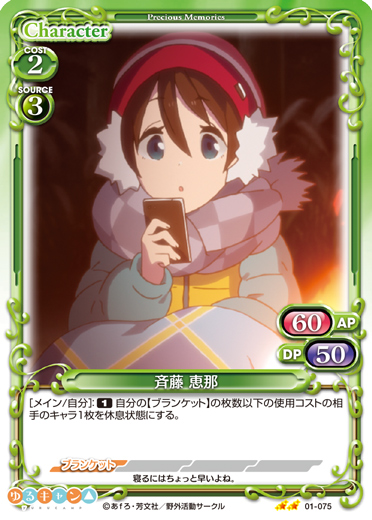 Precious Memories
Character
COST
2
SOURCE
3
60 AP
DP 50
斉藤 恵那
[メイン/自分]: 1 自分の【ブランケット】の枚数以下の使用コストの相
手のキャラ1枚を休息状態にする。
ブランケット
寝るにはちょっと早いよね。
ゆるキャン△
©あfろ・芳文社/野外活動サークル
01-075